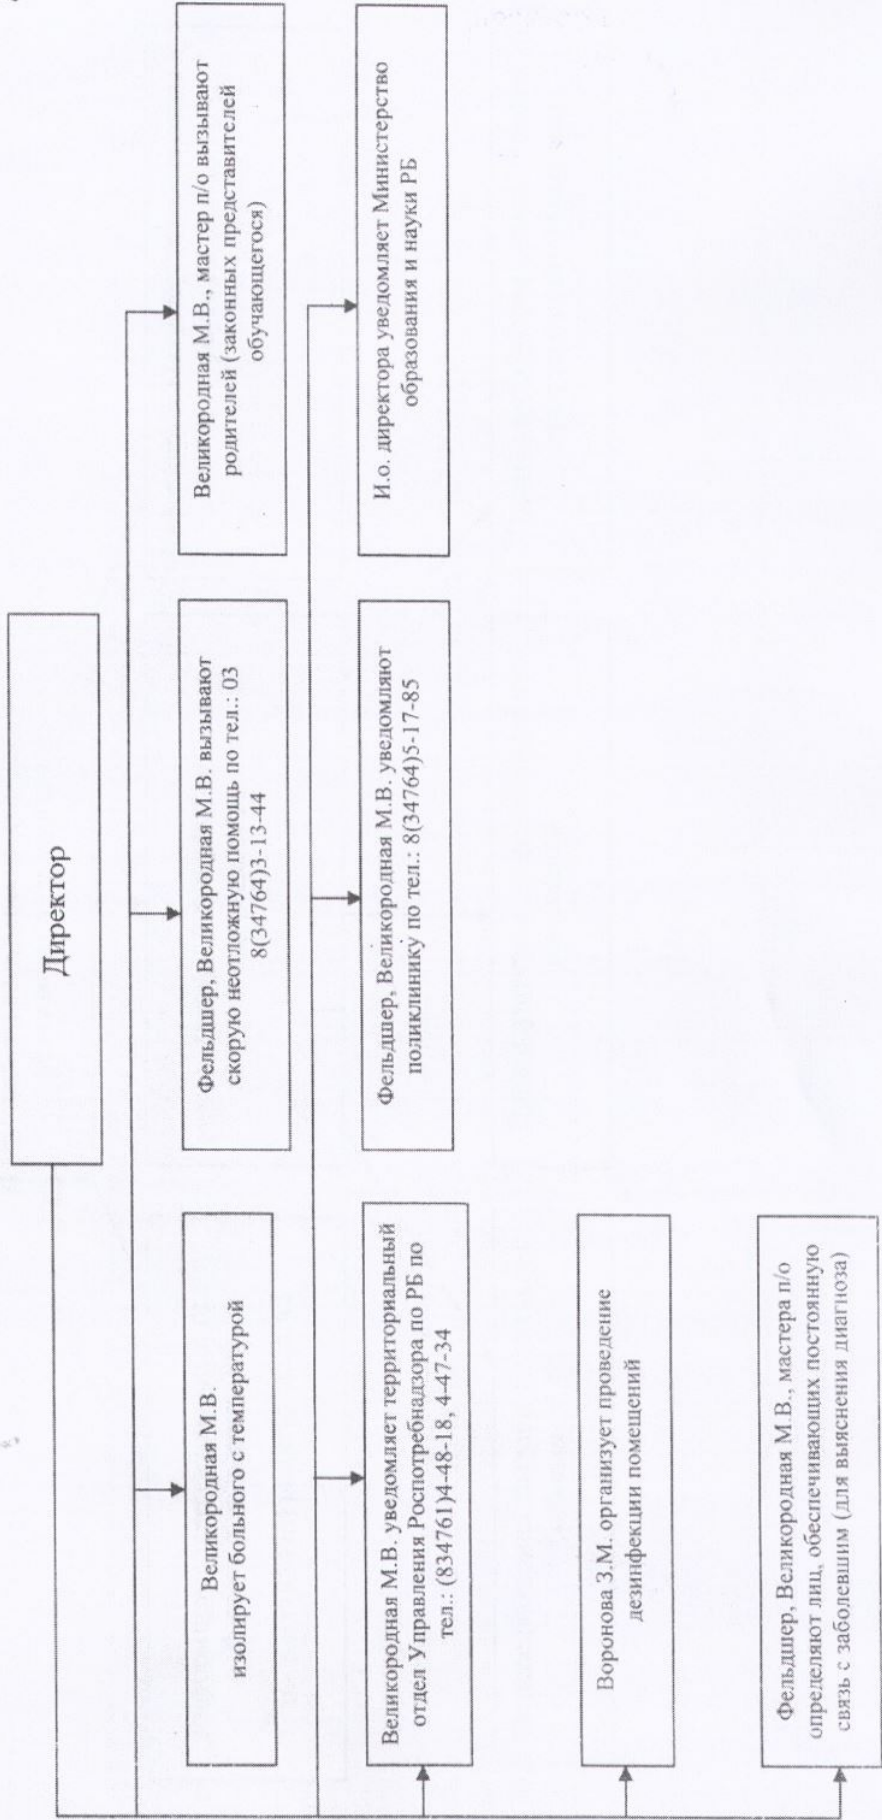 Директор
Великородная М.В.
изолирует больного с температурой
Фельдшер, Великородная М.В. вызывают
скорую неотложную помощь по тел.: 03
8(34764)3-13-44
Великородная М.В., мастер п/о вызывают
родителей (законных представителей
обучающегося)
Великородная М.В. уведомляет территориальный
отдел Управления Роспотребнадзора по РБ по
тел.: (834761)4-48-18, 4-47-34
Фельдшер, Великородная М.В. уведомляют
поликлинику по тел.: 8(34764)5-17-85
И.о. директора уведомляет Министерство
образования и науки РБ
Воронова З.М. организует проведение
дезинфекции помещений
Фельдшер, Великородная М.В., мастера п/о
определяют лиц, обеспечивающих постоянную
связь с заболевшим (для выяснения диагноза)